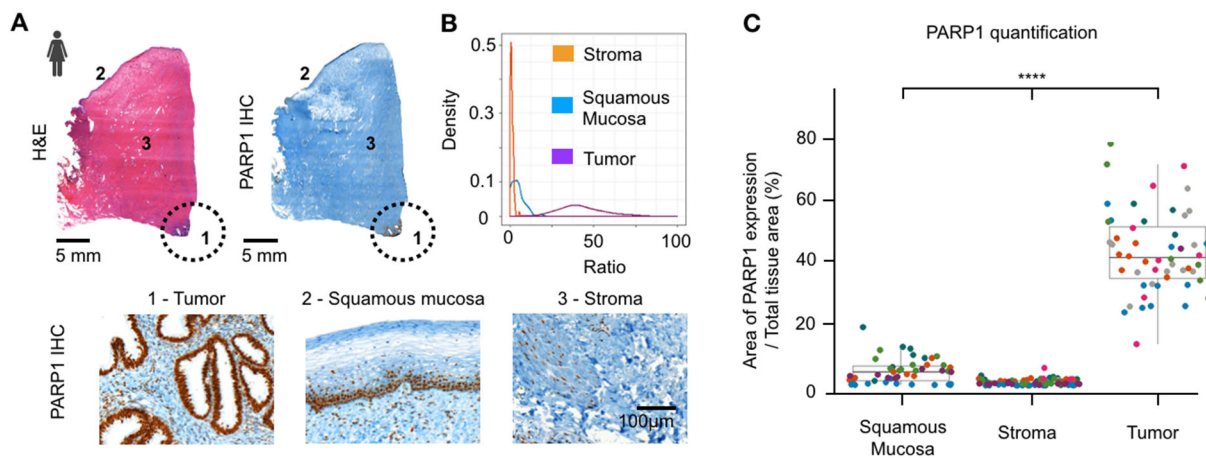 A
2
3
1
H&E
5 mm
2
3
1
PARP1 IHC
5 mm
B
0.5
0.3
0.1
0
Density
Stroma
Squamous
Mucosa
Tumor
0
50
100
Ratio
1 - Tumor
2 - Squamous mucosa
3 - Stroma
PARP1 IHC
100µm
C
PARP1 quantification
****
Area of PARP1 expression
/ Total tissue area (%)
80
60
40
20
0
Squamous
Mucosa
Stroma
Tumor